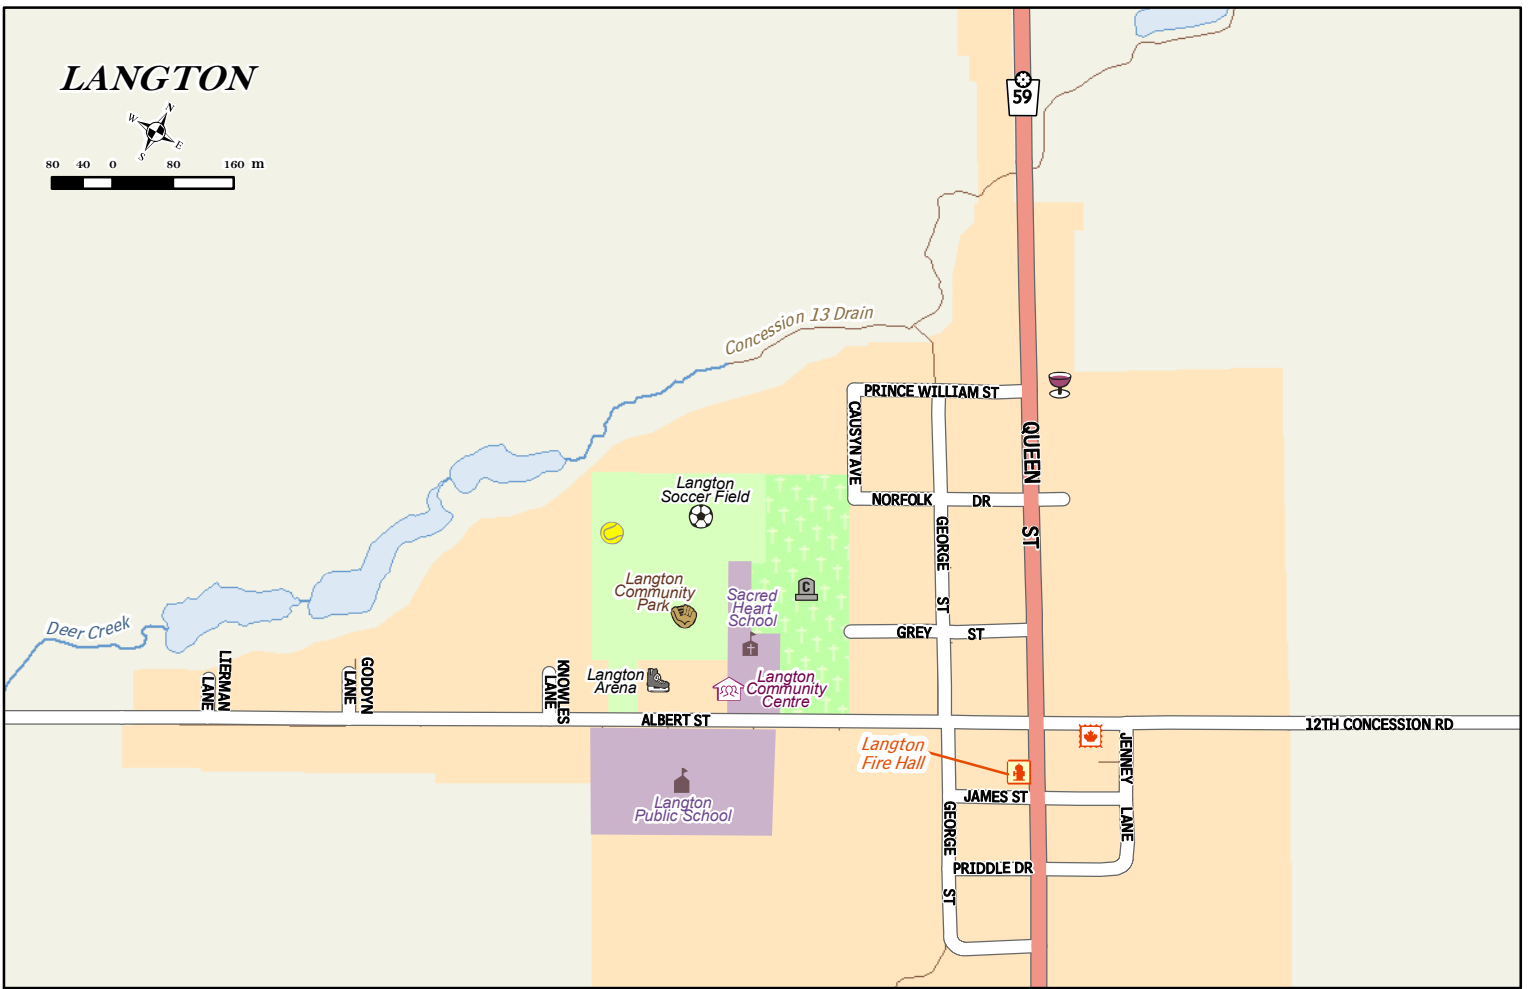 LANGTON
N
W
E
S
80 40 0 80 160 m
59
Concession 13 Drain
PRINCE WILLIAM ST
CAUSYN AVE
QUEEN ST
NORFOLK DR
Langton
Soccer Field
GEORGE ST
Langton
Community
Park
C
Sacred
Heart
School
Deer Creek
GREY ST
LIERMAN
LANE
GODDYN
LANE
KNOWLES
LANE
Langton
Arena
Langton
Community
Centre
ALBERT ST
12TH CONCESSION RD
Langton
Fire Hall
JENNEY LANE
JAMES ST
Langton
Public School
GEORGE ST
PRIDDLE DR